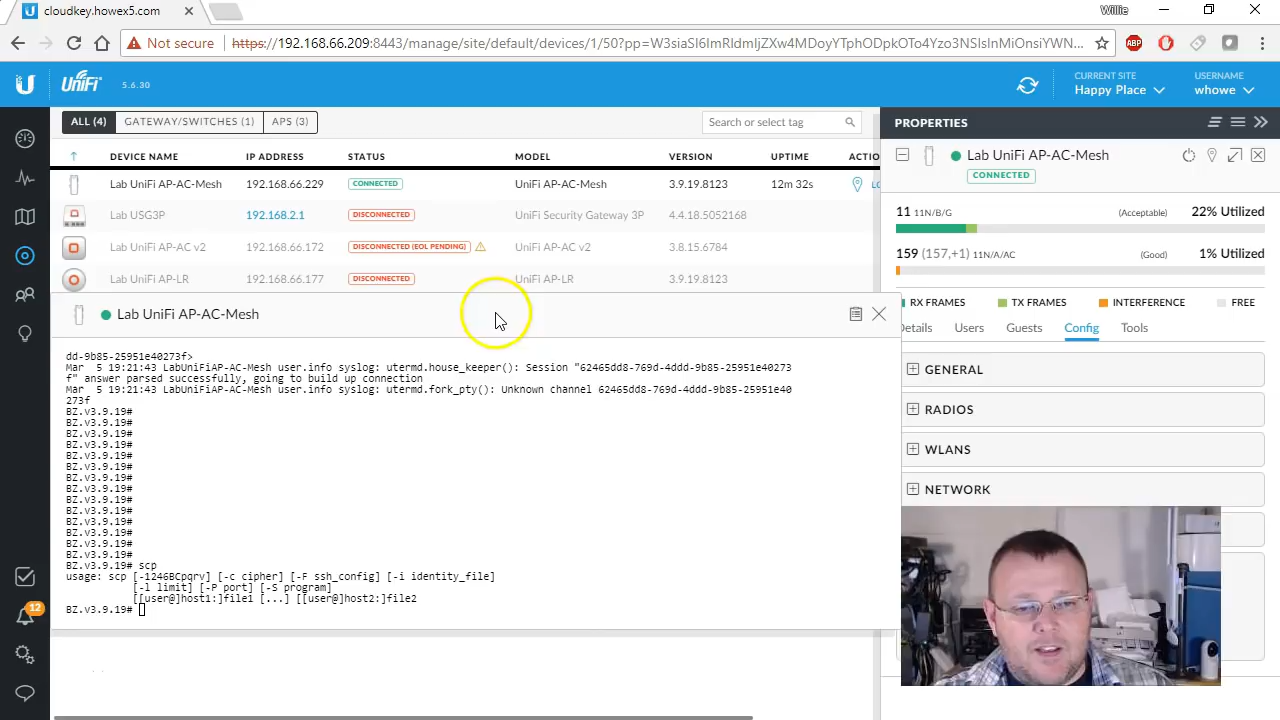 cloudkey.howex5.com
Willie
Not secure https://192.168.66.209:8443/manage/site/default/devices/1/50?pp=W3siaSI6ImRldmljZXw4MDoyYTphODpkOTo4Yzo3NSIsInMiOnsiYWN...
ABP
U UniFi 5.6.30
CURRENT SITE
Happy Place
USERNAME
whowe
ALL (4) GATEWAY/SWITCHES (1) APS (3)
Search or select tag
PROPERTIES
DEVICE NAME IP ADDRESS STATUS MODEL VERSION UPTIME ACTIO
Lab UniFi AP-AC-Mesh 192.168.66.229 CONNECTED UniFi AP-AC-Mesh 3.9.19.8123 12m 32s LO
Lab USG3P 192.168.2.1 DISCONNECTED UniFi Security Gateway 3P 4.4.18.5052168
Lab UniFi AP-AC v2 192.168.66.172 DISCONNECTED (EOL PENDING) UniFi AP-AC v2 3.8.15.6784
Lab UniFi AP-LR 192.168.66.177 DISCONNECTED UniFi AP-LR 3.9.19.8123
Lab UniFi AP-AC-Mesh
CONNECTED
11 11N/B/G (Acceptable) 22% Utilized
159 (157,+1) 11N/A/AC (Good) 1% Utilized
RX FRAMES TX FRAMES INTERFERENCE FREE
etails Users Guests Config Tools
GENERAL
RADIOS
WLANS
NETWORK
Lab UniFi AP-AC-Mesh
dd-9b85-25951e40273f>
Mar 5 19:21:43 LabUniFiAP-AC-Mesh user.info syslog: utermd.house_keeper(): Session "62465dd8-769d-4ddd-9b85-25951e40273
f" answer parsed successfully, going to build up connection
Mar 5 19:21:43 LabUniFiAP-AC-Mesh user.info syslog: utermd.fork_pty(): Unknown channel 62465dd8-769d-4ddd-9b85-25951e40
273f
BZ.v3.9.19#
BZ.v3.9.19#
BZ.v3.9.19#
BZ.v3.9.19#
BZ.v3.9.19#
BZ.v3.9.19#
BZ.v3.9.19#
BZ.v3.9.19#
BZ.v3.9.19#
BZ.v3.9.19#
BZ.v3.9.19#
BZ.v3.9.19#
BZ.v3.9.19#
BZ.v3.9.19#
BZ.v3.9.19# scp
usage: scp [-1246BCpqrv] [-c cipher] [-F ssh_config] [-i identity_file]
[-l limit] [-P port] [-S program]
[[user@]host1:]file1 [...] [[user@]host2:]file2
BZ.v3.9.19#
12